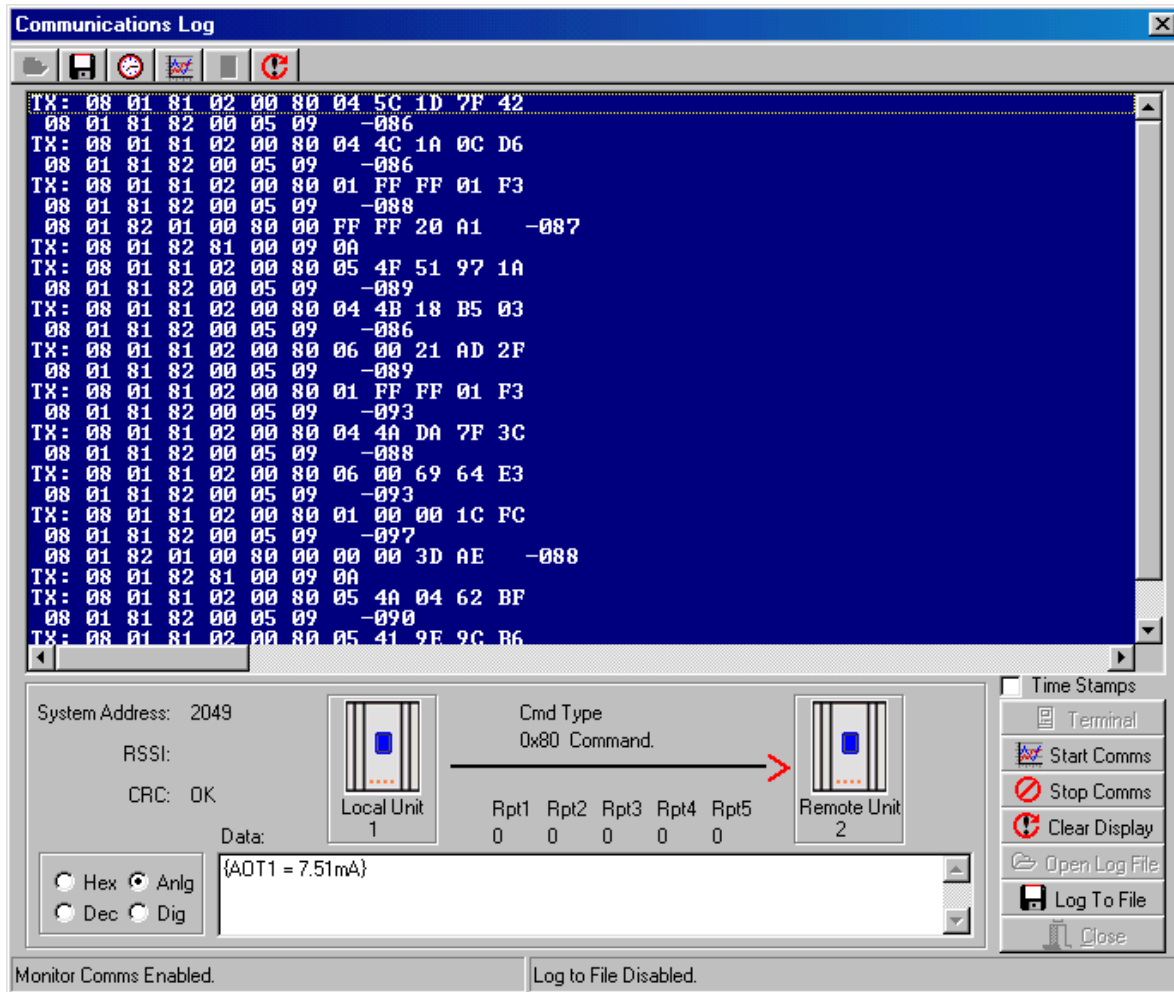 Communications Log
TX: 08 01 81 02 00 80 04 5C 1D 7F 42
08 01 81 82 00 05 09 -086
TX: 08 01 81 02 00 80 04 4C 1A 0C D6
08 01 81 82 00 05 09 -086
TX: 08 01 81 02 00 80 01 FF FF 01 F3
08 01 81 82 00 05 09 -088
08 01 82 01 00 80 00 FF FF 20 A1 -087
TX: 08 01 82 81 00 09 0A
TX: 08 01 81 02 00 80 05 4F 51 97 1A
08 01 81 82 00 05 09 -089
TX: 08 01 81 02 00 80 04 4B 18 B5 03
08 01 81 82 00 05 09 -086
TX: 08 01 81 02 00 80 06 00 21 AD 2F
08 01 81 82 00 05 09 -089
TX: 08 01 81 02 00 80 01 FF FF 01 F3
08 01 81 82 00 05 09 -093
TX: 08 01 81 02 00 80 04 4A DA 7F 3C
08 01 81 82 00 05 09 -088
TX: 08 01 81 02 00 80 06 00 69 64 E3
08 01 81 82 00 05 09 -093
TX: 08 01 81 02 00 80 01 00 00 1C FC
08 01 81 82 00 05 09 -097
08 01 82 01 00 80 00 00 00 3D AE -088
TX: 08 01 82 81 00 09 0A
TX: 08 01 81 02 00 80 05 4A 04 62 BF
08 01 81 82 00 05 09 -090
TX: 08 01 81 02 00 80 05 41 9E 9C B6
System Address: 2049
RSSI:
CRC: OK
Local Unit
1
Cmd Type
0x80 Command.
Rpt1 Rpt2 Rpt3 Rpt4 Rpt5
0 0 0 0 0
Remote Unit
2
Data:
{AOT1 = 7.51mA}
Hex Anlg
Dec Dig
Time Stamps
Terminal
Start Comms
Stop Comms
Clear Display
Open Log File
Log To File
Close
Monitor Comms Enabled.
Log to File Disabled.